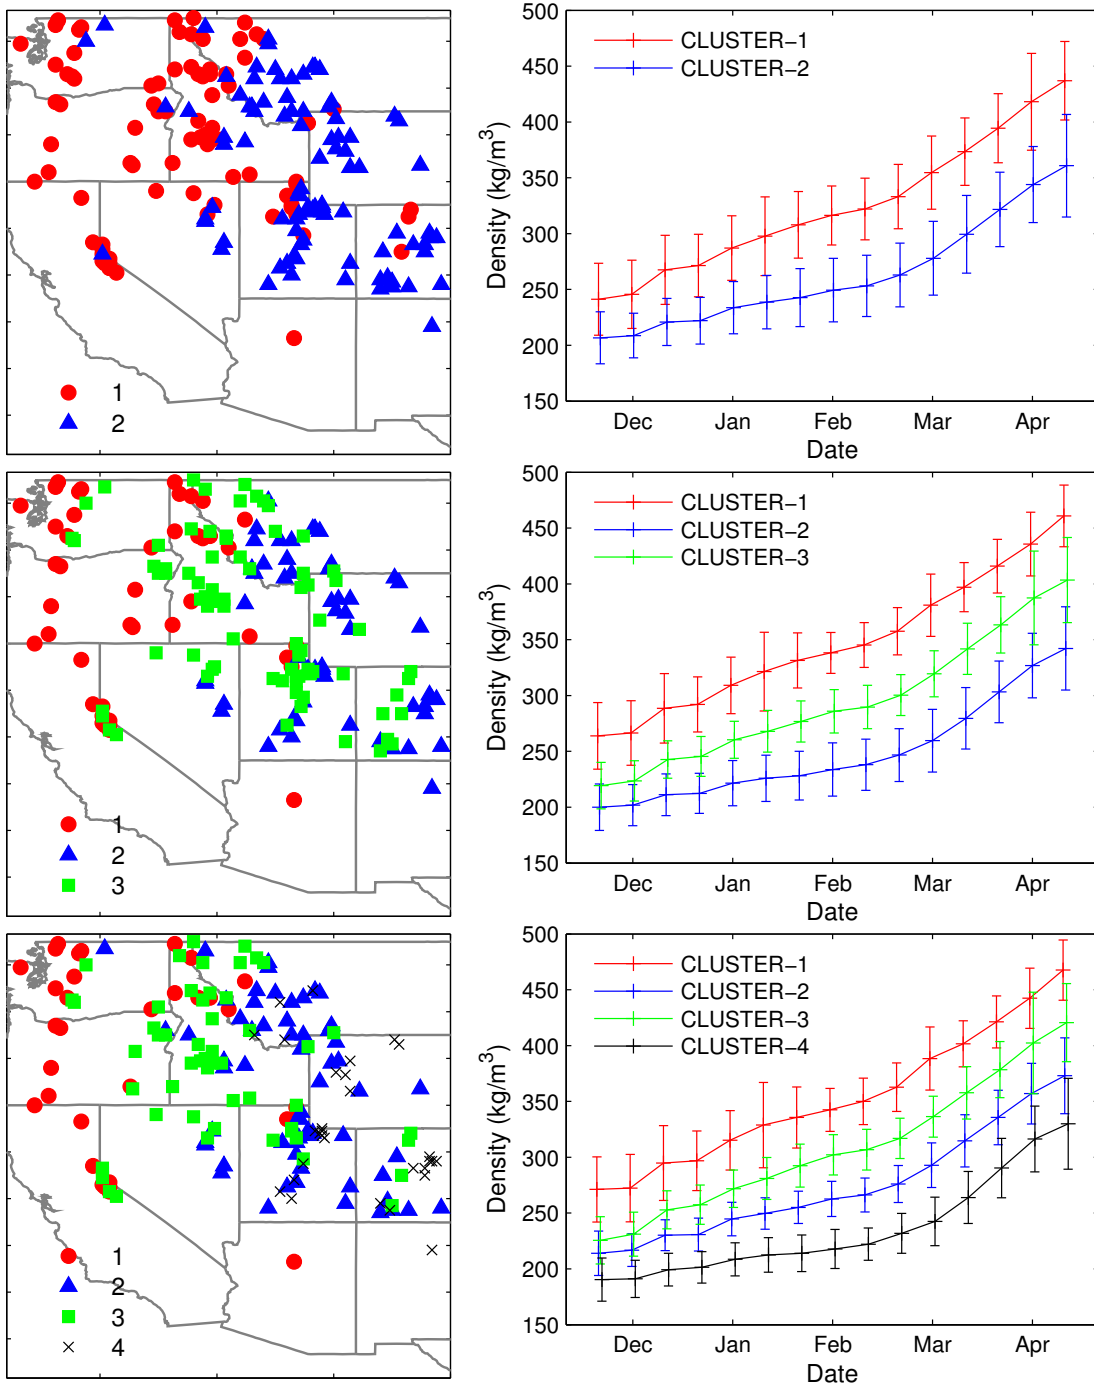 1
2
500
450
400
350
300
250
200
150
Density (kg/m³)
CLUSTER−1
CLUSTER−2
Dec
Jan
Feb
Mar
Apr
Date
1
2
3
500
450
400
350
300
250
200
150
Density (kg/m³)
CLUSTER−1
CLUSTER−2
CLUSTER−3
Dec
Jan
Feb
Mar
Apr
Date
1
2
3
4
500
450
400
350
300
250
200
150
Density (kg/m³)
CLUSTER−1
CLUSTER−2
CLUSTER−3
CLUSTER−4
Dec
Jan
Feb
Mar
Apr
Date